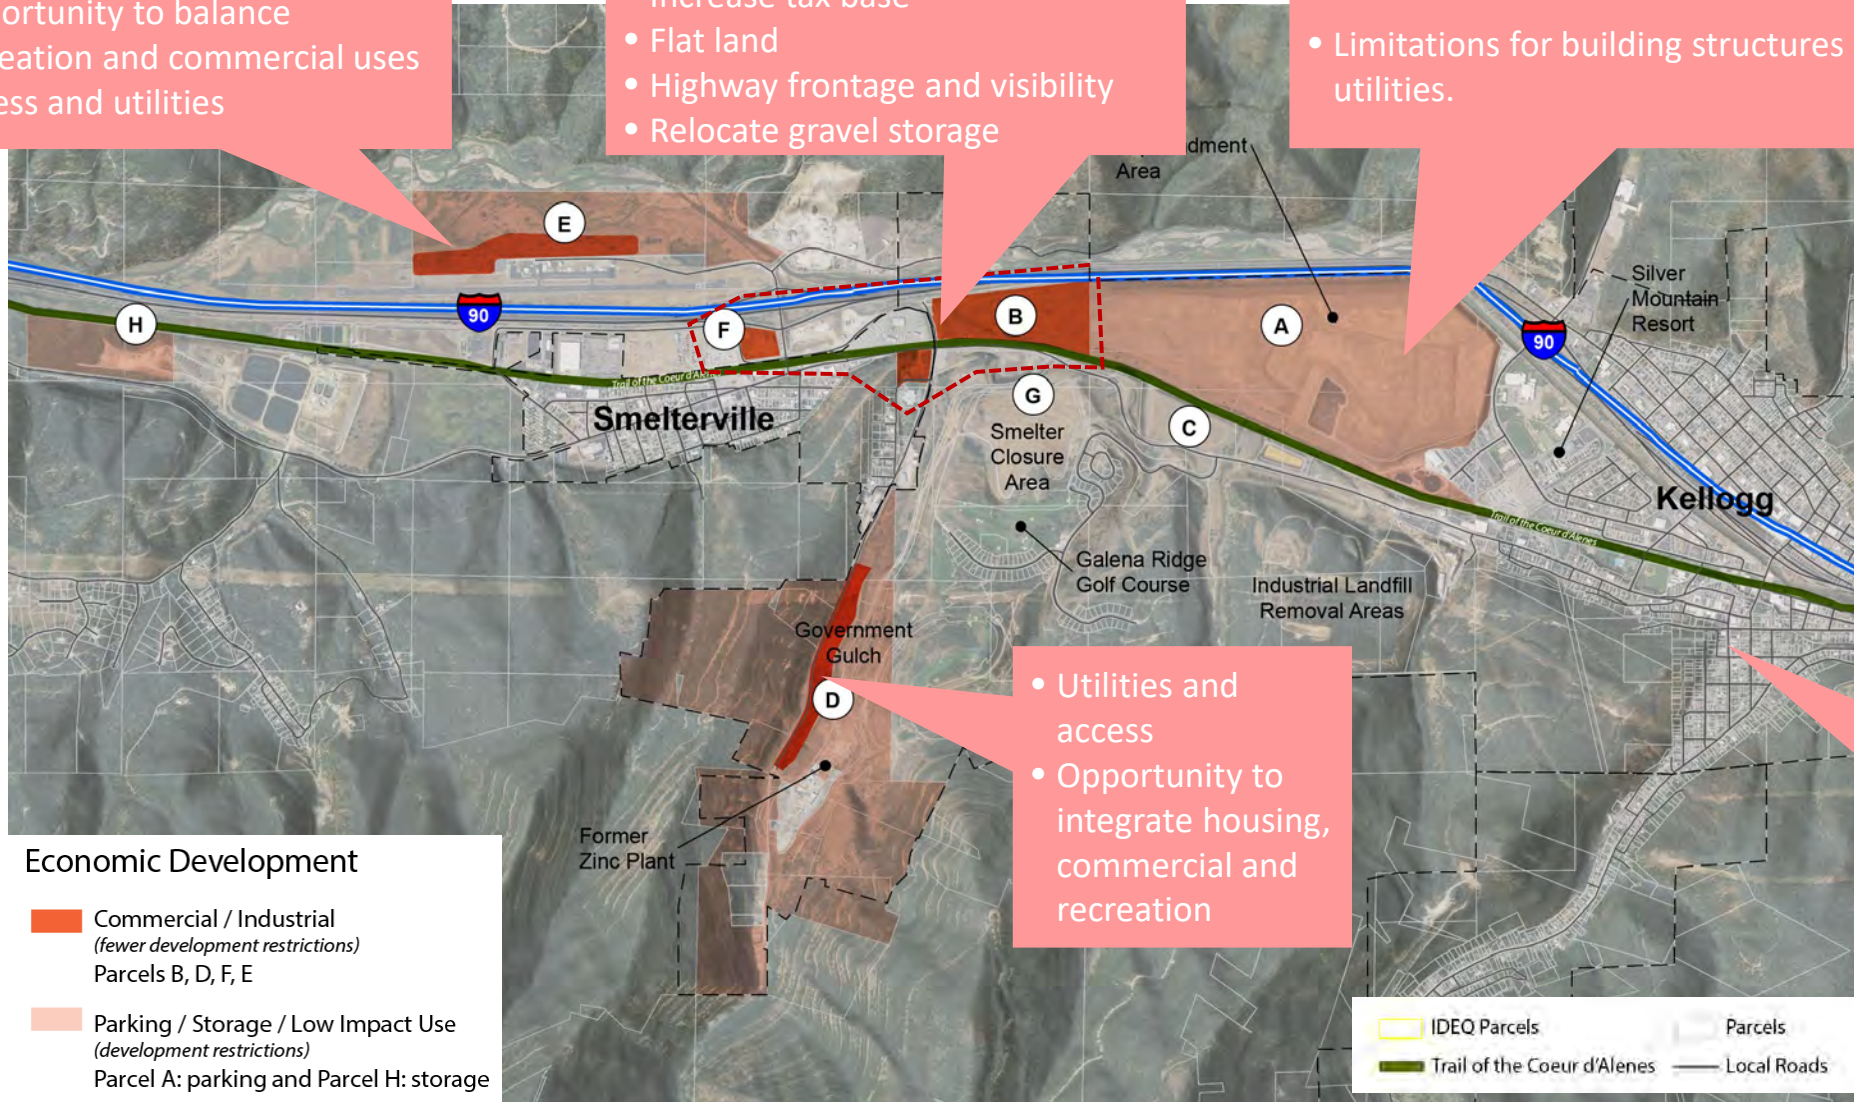 ortunity to balance
eation and commercial uses
ess and utilities
Increase tax base
• Flat land
• Highway frontage and visibility
• Relocate gravel storage
• Limitations for building structures
utilities.
dment
Area
E
H
90
F
B
A
90
Silver
Mountain
Resort
Trail of the Coeur d'Alenes
Smelterville
G
C
Smelter
Closure
Area
Kellogg
Trail of the Coeur d'Alenes
Galena Ridge
Golf Course
Industrial Landfill
Removal Areas
Government
Gulch
D
• Utilities and
access
• Opportunity to
integrate housing,
commercial and
recreation
Former
Zinc Plant
Economic Development
Commercial / Industrial
(fewer development restrictions)
Parcels B, D, F, E
Parking / Storage / Low Impact Use
(development restrictions)
Parcel A: parking and Parcel H: storage
IDEQ Parcels
Parcels
Trail of the Coeur d'Alenes
Local Roads